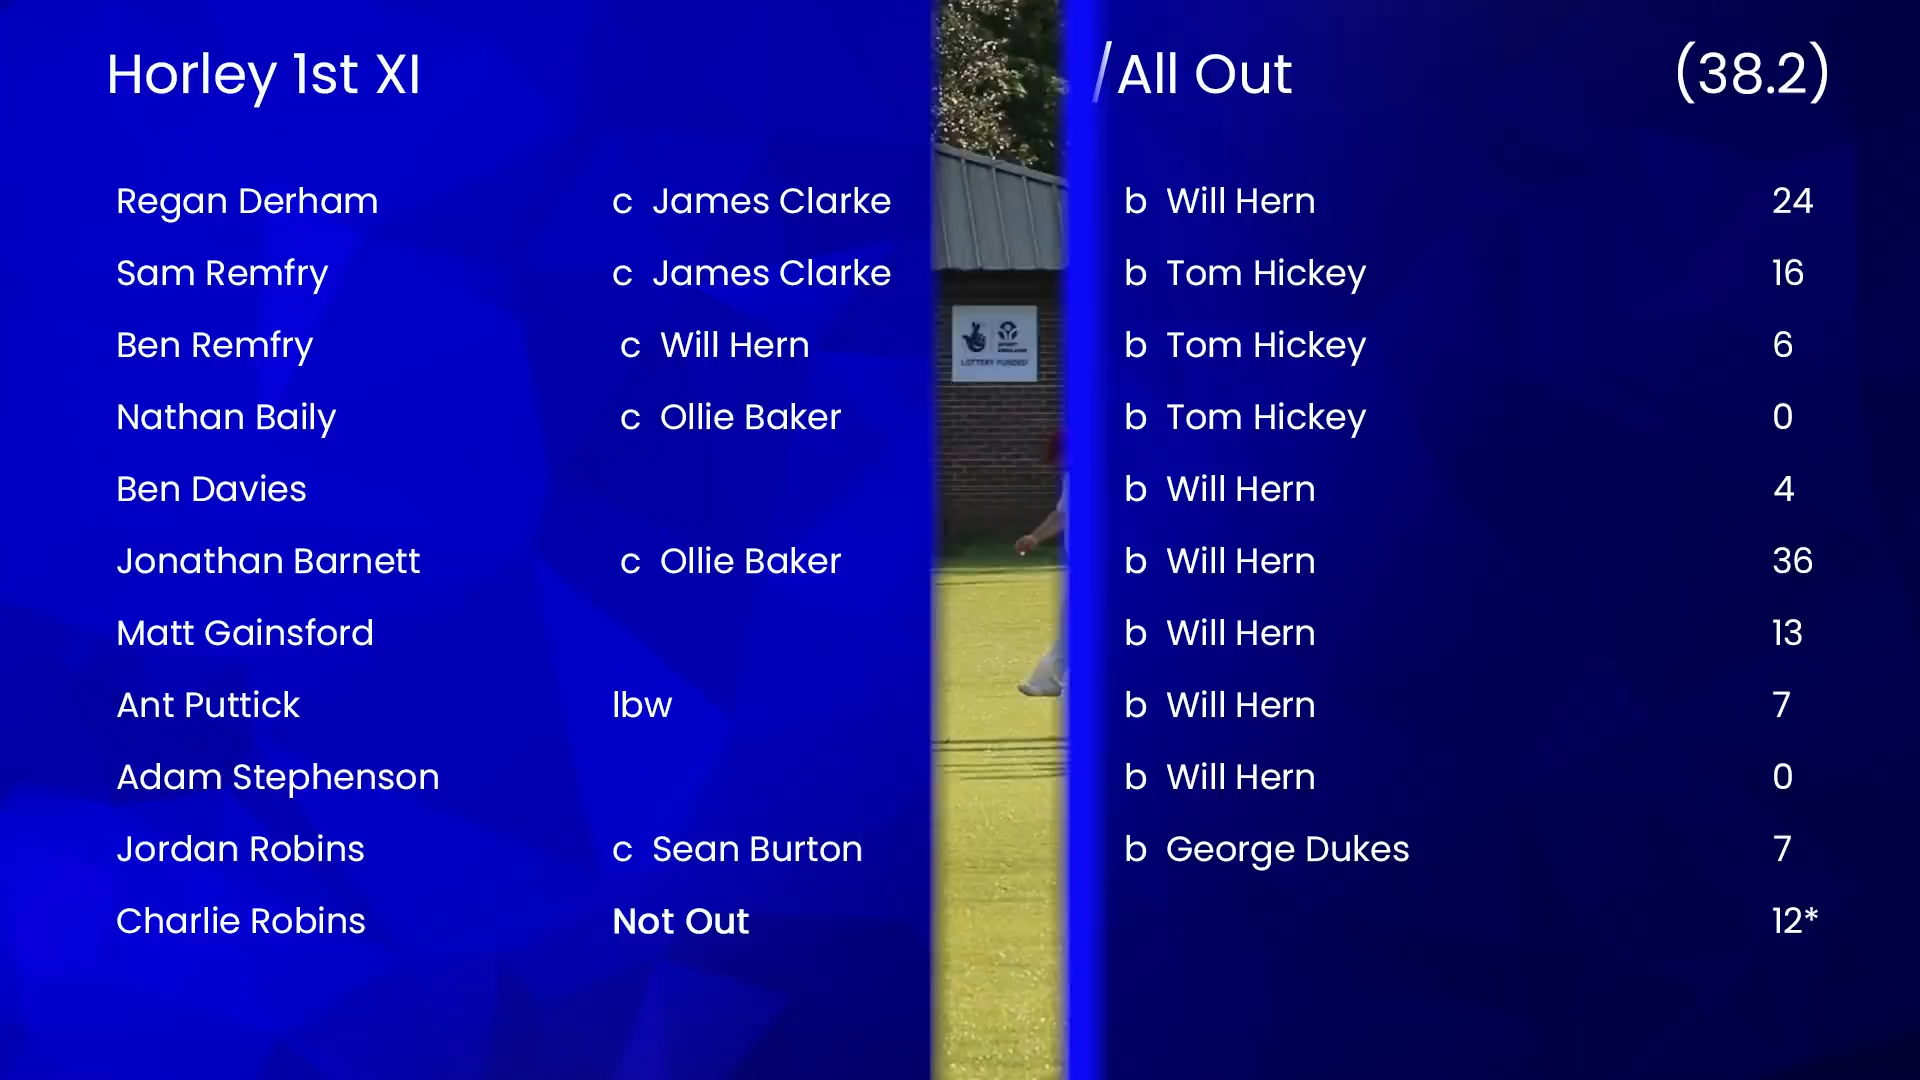 Horley 1st XI /All Out (38.2)
Regan Derham c James Clarke b Will Hern 24
Sam Remfry c James Clarke b Tom Hickey 16
Ben Remfry c Will Hern b Tom Hickey 6
Nathan Baily c Ollie Baker b Tom Hickey 0
Ben Davies b Will Hern 4
Jonathan Barnett c Ollie Baker b Will Hern 36
Matt Gainsford b Will Hern 13
Ant Puttick lbw b Will Hern 7
Adam Stephenson b Will Hern 0
Jordan Robins c Sean Burton b George Dukes 7
Charlie Robins Not Out 12*
LOTTERY FUNDED